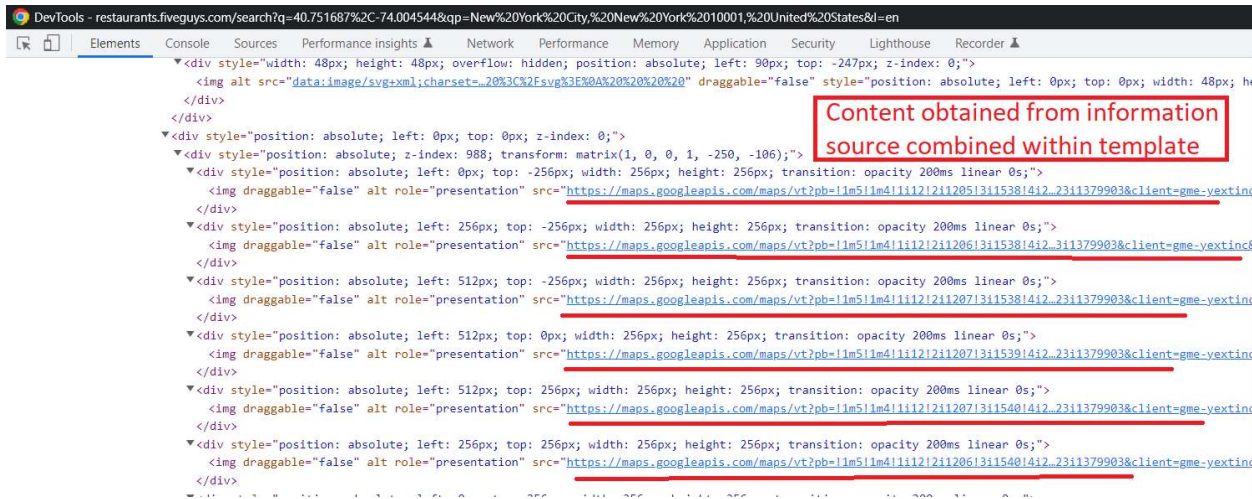 DevTools - restaurants.fiveguys.com/search?q=40.751687%2C-74.004544&qp=New%20York%20City,%20New%20York%2010001,%20United%20States&l=en
Elements Console Sources Performance insights Network Performance Memory Application Security Lighthouse Recorder
▼<div style="width: 48px; height: 48px; overflow: hidden; position: absolute; left: 90px; top: -247px; z-index: 0;">
<img alt src="data:image/svg+xml;charset=…20%3C%2Fsvg%3E%0A%20%20%20%20" draggable="false" style="position: absolute; left: 0px; top: 0px; width: 48px; he
</div>
</div>
Content obtained from information
source combined within template
▼<div style="position: absolute; left: 0px; top: 0px; z-index: 0;">
▼<div style="position: absolute; z-index: 988; transform: matrix(1, 0, 0, 1, -250, -106);">
▼<div style="position: absolute; left: 0px; top: -256px; width: 256px; height: 256px; transition: opacity 200ms linear 0s;">
<img draggable="false" alt role="presentation" src="https://maps.googleapis.com/maps/vt?pb=!1m5!1m4!1i12!2i1205!3i1538!4i2…23i1379903&client=gme-yextinc
</div>
▼<div style="position: absolute; left: 256px; top: -256px; width: 256px; height: 256px; transition: opacity 200ms linear 0s;">
<img draggable="false" alt role="presentation" src="https://maps.googleapis.com/maps/vt?pb=!1m5!1m4!1i12!2i1206!3i1538!4i2…3i1379903&client=gme-yextinc&
</div>
▼<div style="position: absolute; left: 512px; top: -256px; width: 256px; height: 256px; transition: opacity 200ms linear 0s;">
<img draggable="false" alt role="presentation" src="https://maps.googleapis.com/maps/vt?pb=!1m5!1m4!1i12!2i1207!3i1538!4i2…23i1379903&client=gme-yextinc
</div>
▼<div style="position: absolute; left: 512px; top: 0px; width: 256px; height: 256px; transition: opacity 200ms linear 0s;">
<img draggable="false" alt role="presentation" src="https://maps.googleapis.com/maps/vt?pb=!1m5!1m4!1i12!2i1207!3i1539!4i2…23i1379903&client=gme-yextinc
</div>
▼<div style="position: absolute; left: 512px; top: 256px; width: 256px; height: 256px; transition: opacity 200ms linear 0s;">
<img draggable="false" alt role="presentation" src="https://maps.googleapis.com/maps/vt?pb=!1m5!1m4!1i12!2i1207!3i1540!4i2…23i1379903&client=gme-yextinc
</div>
▼<div style="position: absolute; left: 256px; top: 256px; width: 256px; height: 256px; transition: opacity 200ms linear 0s;">
<img draggable="false" alt role="presentation" src="https://maps.googleapis.com/maps/vt?pb=!1m5!1m4!1i12!2i1206!3i1540!4i2…23i1379903&client=gme-yextinc
</div>